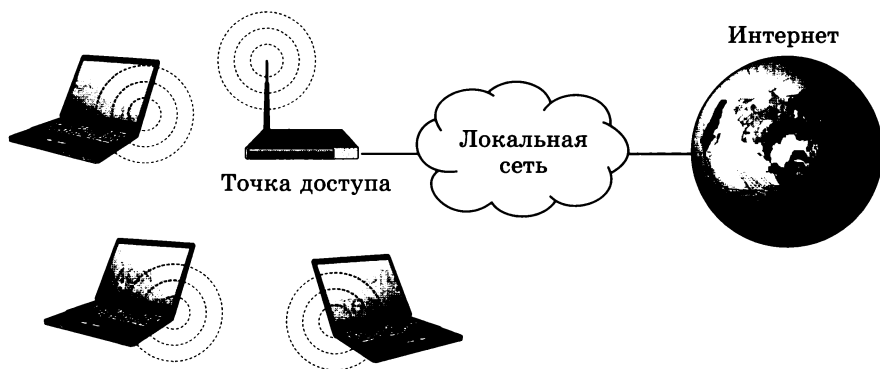 Интернет
Локальная
сеть
Точка доступа